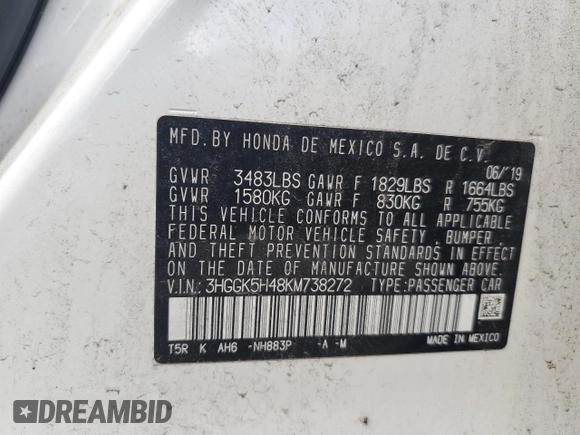 MFD. BY HONDA DE MEXICO S.A. DE C.V.
06/'19
GVWR 3483LBS GAWR F 1829LBS R 1664LBS
GVWR 1580KG GAWR F 830KG R 755KG
THIS VEHICLE CONFORMS TO ALL APPLICABLE
FEDERAL MOTOR VEHICLE SAFETY , BUMPER ,
AND THEFT PREVENTION STANDARDS IN EFFECT
ON THE DATE OF MANUFACTURE SHOWN ABOVE.
V.I.N.: 3HGGK5H48KM738272 TYPE:PASSENGER CAR
T5R K AH6 -NH883P -A -M
MADE IN MEXICO
DREAMBID